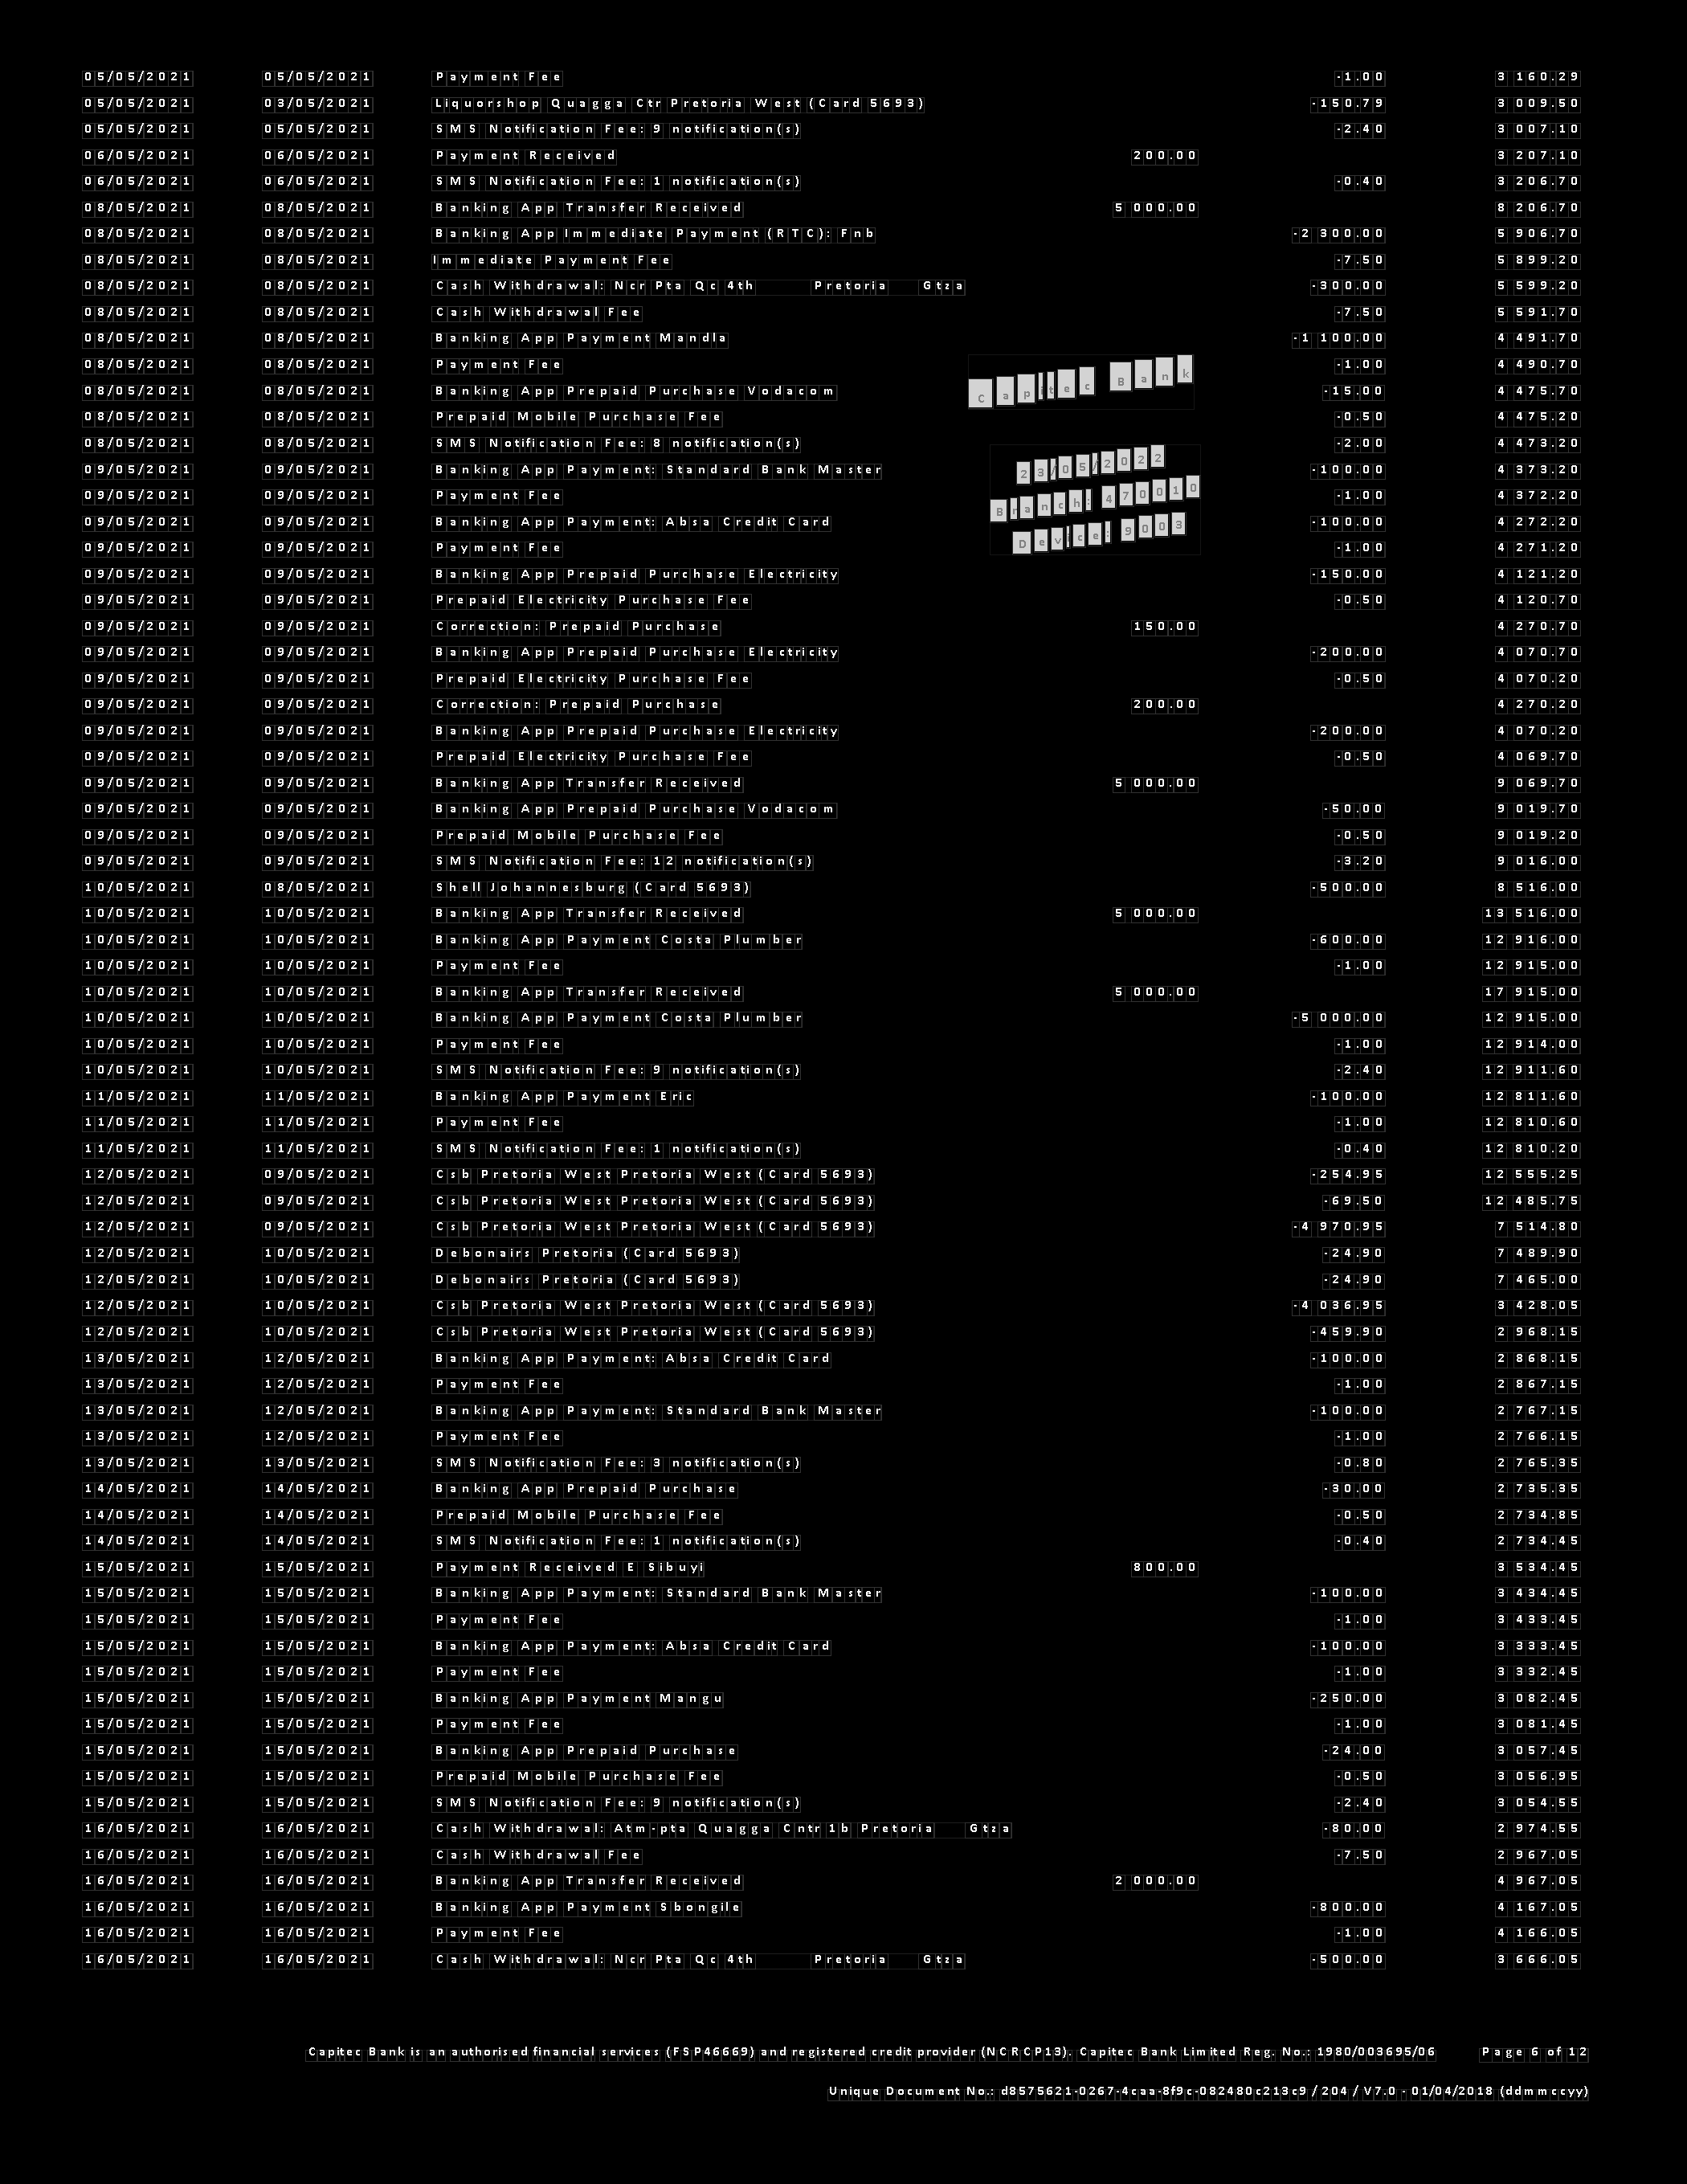 05/05/2021 05/05/2021 Payment Fee -1.00 3 160.29
05/05/2021 03/05/2021 Liquorshop Quagga Ctr Pretoria West (Card 5693) -150.79 3 009.50
05/05/2021 05/05/2021 SMS Notification Fee: 9 notification(s) -2.40 3 007.10
06/05/2021 06/05/2021 Payment Received 200.00 3 207.10
06/05/2021 06/05/2021 SMS Notification Fee: 1 notification(s) -0.40 3 206.70
08/05/2021 08/05/2021 Banking App Transfer Received 5 000.00 8 206.70
08/05/2021 08/05/2021 Banking App Immediate Payment (RTC): Fnb -2 300.00 5 906.70
08/05/2021 08/05/2021 Immediate Payment Fee -7.50 5 899.20
08/05/2021 08/05/2021 Cash Withdrawal: Ncr Pta Qc 4th Pretoria Gtza -300.00 5 599.20
08/05/2021 08/05/2021 Cash Withdrawal Fee -7.50 5 591.70
08/05/2021 08/05/2021 Banking App Payment Mandla -1 100.00 4 491.70
08/05/2021 08/05/2021 Payment Fee -1.00 4 490.70
Capitec Bank
08/05/2021 08/05/2021 Banking App Prepaid Purchase Vodacom -15.00 4 475.70
08/05/2021 08/05/2021 Prepaid Mobile Purchase Fee -0.50 4 475.20
08/05/2021 08/05/2021 SMS Notification Fee: 8 notification(s) -2.00 4 473.20
23/05/2022
09/05/2021 09/05/2021 Banking App Payment: Standard Bank Master -100.00 4 373.20
Branch: 470010
09/05/2021 09/05/2021 Payment Fee -1.00 4 372.20
09/05/2021 09/05/2021 Banking App Payment: Absa Credit Card -100.00 4 272.20
Device: 9003
09/05/2021 09/05/2021 Payment Fee -1.00 4 271.20
09/05/2021 09/05/2021 Banking App Prepaid Purchase Electricity -150.00 4 121.20
09/05/2021 09/05/2021 Prepaid Electricity Purchase Fee -0.50 4 120.70
09/05/2021 09/05/2021 Correction: Prepaid Purchase 150.00 4 270.70
09/05/2021 09/05/2021 Banking App Prepaid Purchase Electricity -200.00 4 070.70
09/05/2021 09/05/2021 Prepaid Electricity Purchase Fee -0.50 4 070.20
09/05/2021 09/05/2021 Correction: Prepaid Purchase 200.00 4 270.20
09/05/2021 09/05/2021 Banking App Prepaid Purchase Electricity -200.00 4 070.20
09/05/2021 09/05/2021 Prepaid Electricity Purchase Fee -0.50 4 069.70
09/05/2021 09/05/2021 Banking App Transfer Received 5 000.00 9 069.70
09/05/2021 09/05/2021 Banking App Prepaid Purchase Vodacom -50.00 9 019.70
09/05/2021 09/05/2021 Prepaid Mobile Purchase Fee -0.50 9 019.20
09/05/2021 09/05/2021 SMS Notification Fee: 12 notification(s) -3.20 9 016.00
10/05/2021 08/05/2021 Shell Johannesburg (Card 5693) -500.00 8 516.00
10/05/2021 10/05/2021 Banking App Transfer Received 5 000.00 13 516.00
10/05/2021 10/05/2021 Banking App Payment Costa Plumber -600.00 12 916.00
10/05/2021 10/05/2021 Payment Fee -1.00 12 915.00
10/05/2021 10/05/2021 Banking App Transfer Received 5 000.00 17 915.00
10/05/2021 10/05/2021 Banking App Payment Costa Plumber -5 000.00 12 915.00
10/05/2021 10/05/2021 Payment Fee -1.00 12 914.00
10/05/2021 10/05/2021 SMS Notification Fee: 9 notification(s) -2.40 12 911.60
11/05/2021 11/05/2021 Banking App Payment Eric -100.00 12 811.60
11/05/2021 11/05/2021 Payment Fee -1.00 12 810.60
11/05/2021 11/05/2021 SMS Notification Fee: 1 notification(s) -0.40 12 810.20
12/05/2021 09/05/2021 Csb Pretoria West Pretoria West (Card 5693) -254.95 12 555.25
12/05/2021 09/05/2021 Csb Pretoria West Pretoria West (Card 5693) -69.50 12 485.75
12/05/2021 09/05/2021 Csb Pretoria West Pretoria West (Card 5693) -4 970.95 7 514.80
12/05/2021 10/05/2021 Debonairs Pretoria (Card 5693) -24.90 7 489.90
12/05/2021 10/05/2021 Debonairs Pretoria (Card 5693) -24.90 7 465.00
12/05/2021 10/05/2021 Csb Pretoria West Pretoria West (Card 5693) -4 036.95 3 428.05
12/05/2021 10/05/2021 Csb Pretoria West Pretoria West (Card 5693) -459.90 2 968.15
13/05/2021 12/05/2021 Banking App Payment: Absa Credit Card -100.00 2 868.15
13/05/2021 12/05/2021 Payment Fee -1.00 2 867.15
13/05/2021 12/05/2021 Banking App Payment: Standard Bank Master -100.00 2 767.15
13/05/2021 12/05/2021 Payment Fee -1.00 2 766.15
13/05/2021 13/05/2021 SMS Notification Fee: 3 notification(s) -0.80 2 765.35
14/05/2021 14/05/2021 Banking App Prepaid Purchase -30.00 2 735.35
14/05/2021 14/05/2021 Prepaid Mobile Purchase Fee -0.50 2 734.85
14/05/2021 14/05/2021 SMS Notification Fee: 1 notification(s) -0.40 2 734.45
15/05/2021 15/05/2021 Payment Received E Sibuyi 800.00 3 534.45
15/05/2021 15/05/2021 Banking App Payment: Standard Bank Master -100.00 3 434.45
15/05/2021 15/05/2021 Payment Fee -1.00 3 433.45
15/05/2021 15/05/2021 Banking App Payment: Absa Credit Card -100.00 3 333.45
15/05/2021 15/05/2021 Payment Fee -1.00 3 332.45
15/05/2021 15/05/2021 Banking App Payment Mangu -250.00 3 082.45
15/05/2021 15/05/2021 Payment Fee -1.00 3 081.45
15/05/2021 15/05/2021 Banking App Prepaid Purchase -24.00 3 057.45
15/05/2021 15/05/2021 Prepaid Mobile Purchase Fee -0.50 3 056.95
15/05/2021 15/05/2021 SMS Notification Fee: 9 notification(s) -2.40 3 054.55
16/05/2021 16/05/2021 Cash Withdrawal: Atm-pta Quagga Cntr 1b Pretoria Gtza -80.00 2 974.55
16/05/2021 16/05/2021 Cash Withdrawal Fee -7.50 2 967.05
16/05/2021 16/05/2021 Banking App Transfer Received 2 000.00 4 967.05
16/05/2021 16/05/2021 Banking App Payment Sbongile -800.00 4 167.05
16/05/2021 16/05/2021 Payment Fee -1.00 4 166.05
16/05/2021 16/05/2021 Cash Withdrawal: Ncr Pta Qc 4th Pretoria Gtza -500.00 3 666.05
Capitec Bank is an authorised financial services (FSP46669) and registered credit provider (NCRCP13). Capitec Bank Limited Reg. No.: 1980/003695/06 Page 6 of 12
Unique Document No.: d8575621-0267-4caa-8f9c-082480c213c9 / 204 / V7.0 - 01/04/2018 (ddmmccyy)